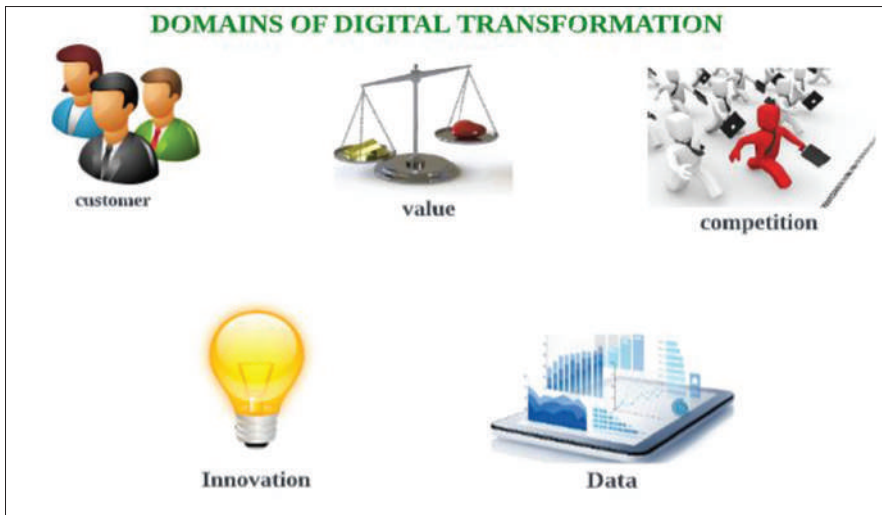 DOMAINS OF DIGITAL TRANSFORMATION
customer
value
competition
Innovation
Data